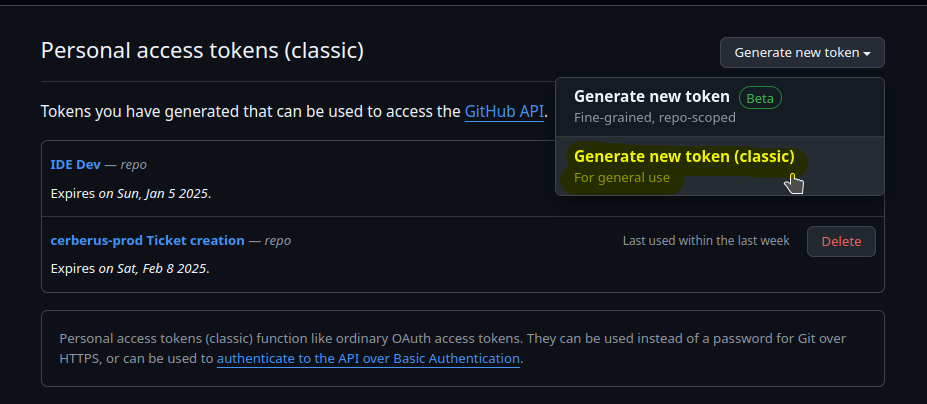 Personal access tokens (classic)
Generate new token
Generate new token Beta
Fine-grained, repo-scoped
Generate new token (classic)
For general use
Tokens you have generated that can be used to access the GitHub API.
IDE Dev — repo
Expires on Sun, Jan 5 2025.
cerberus-prod Ticket creation — repo
Last used within the last week
Delete
Expires on Sat, Feb 8 2025.
Personal access tokens (classic) function like ordinary OAuth access tokens. They can be used instead of a password for Git over
HTTPS, or can be used to authenticate to the API over Basic Authentication.